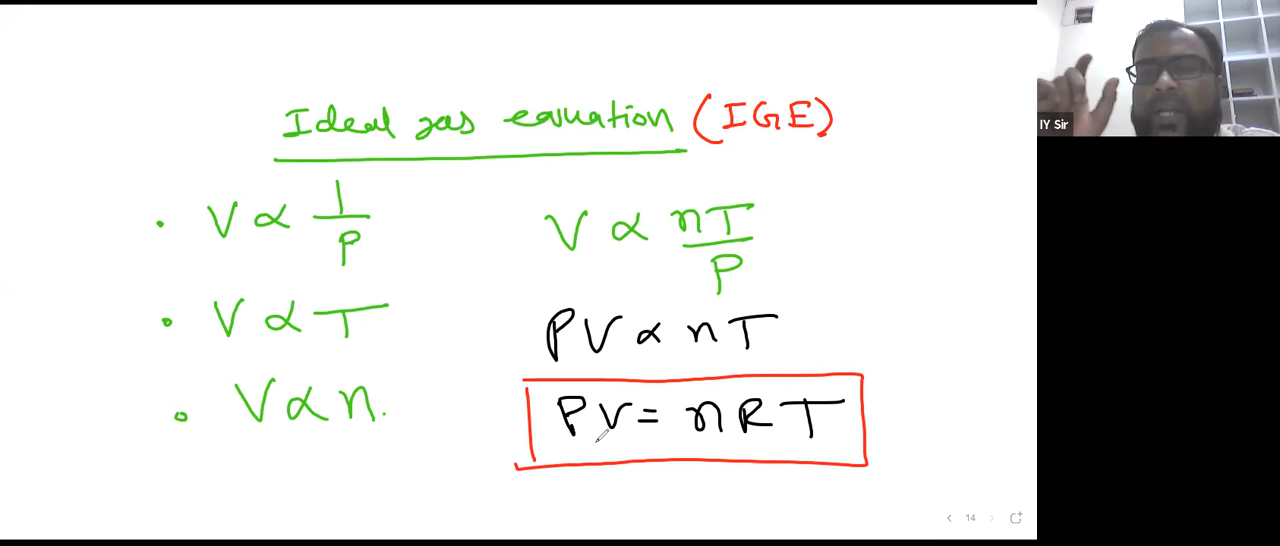 Ideal gas equation (IGE)
. V ∝ 1/P
. V ∝ T
. V ∝ n.
V ∝ nT/P
PV ∝ nT
PV = nRT
IY Sir
14